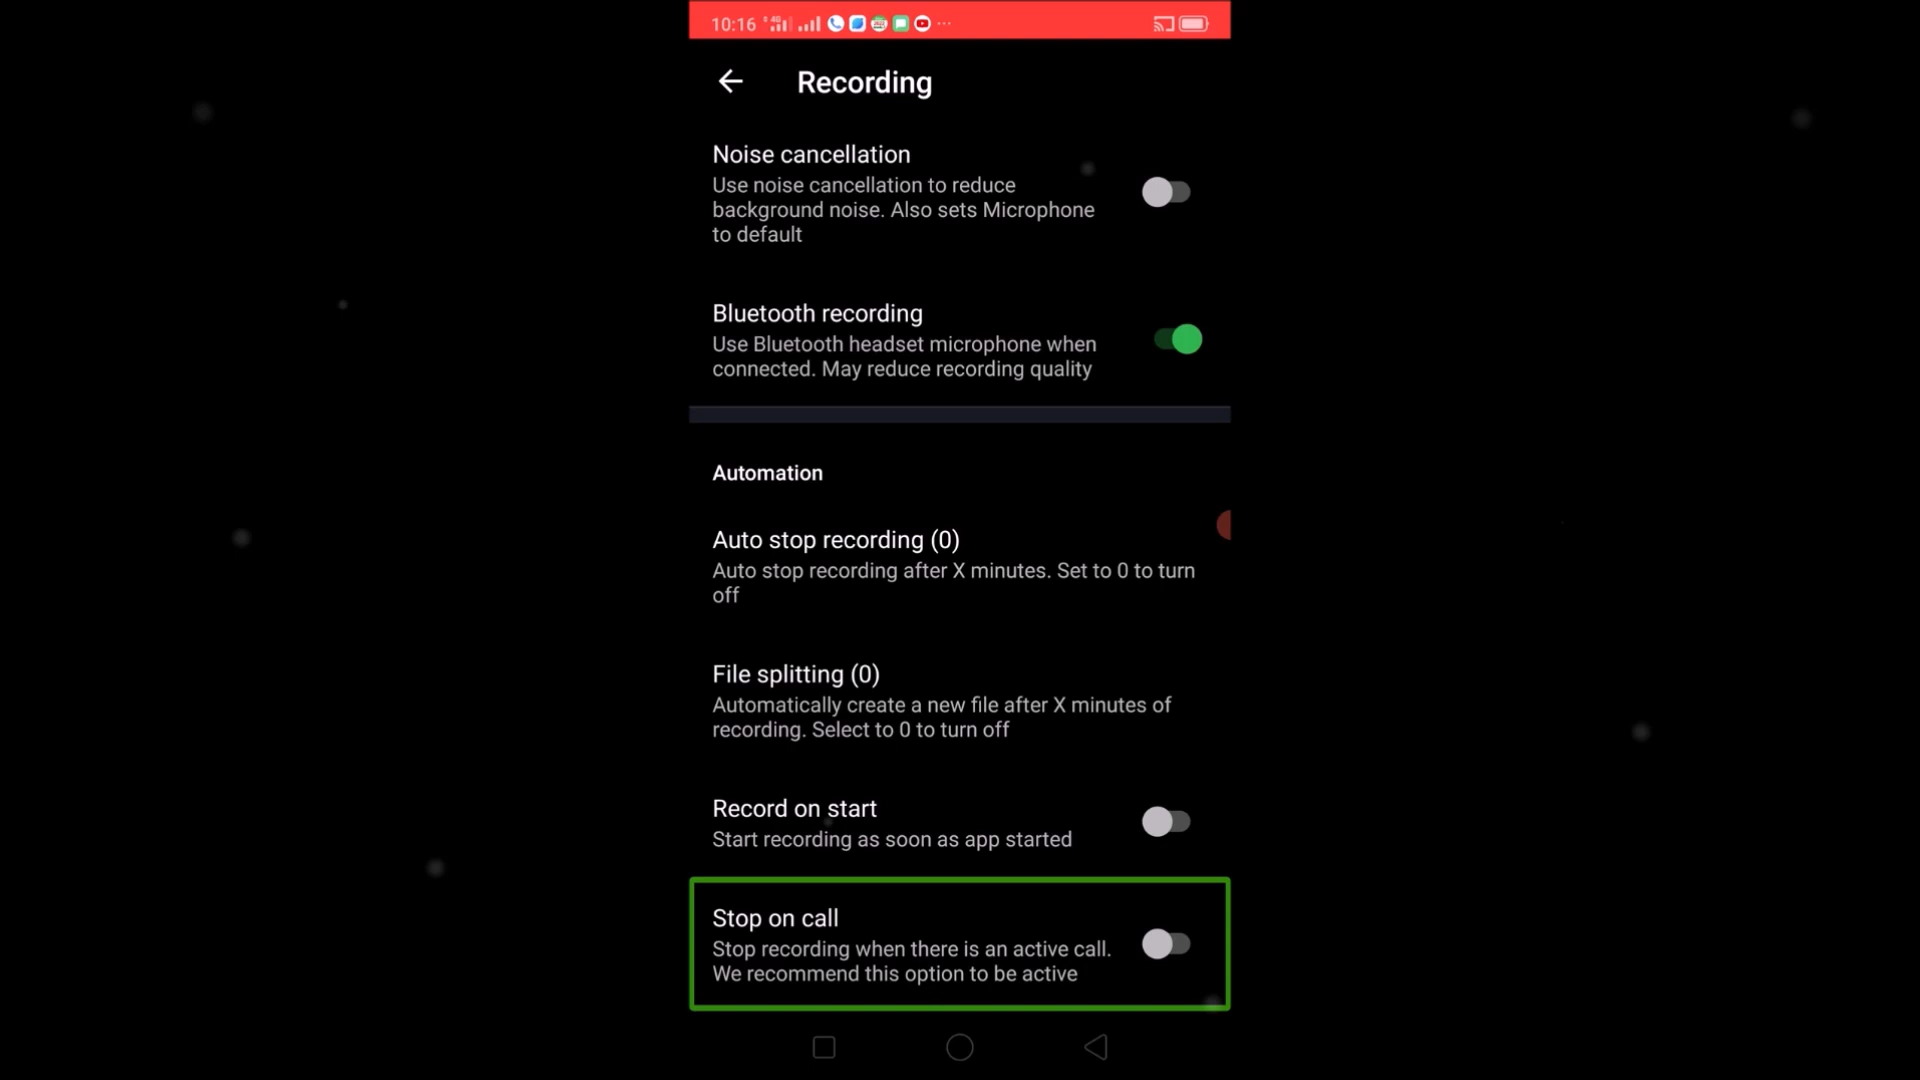 10:16
Recording
Noise cancellation
Use noise cancellation to reduce
background noise. Also sets Microphone
to default
Bluetooth recording
Use Bluetooth headset microphone when
connected. May reduce recording quality
Automation
Auto stop recording (0)
Auto stop recording after X minutes. Set to 0 to turn
off
File splitting (0)
Automatically create a new file after X minutes of
recording. Select to 0 to turn off
Record on start
Start recording as soon as app started
Stop on call
Stop recording when there is an active call.
We recommend this option to be active